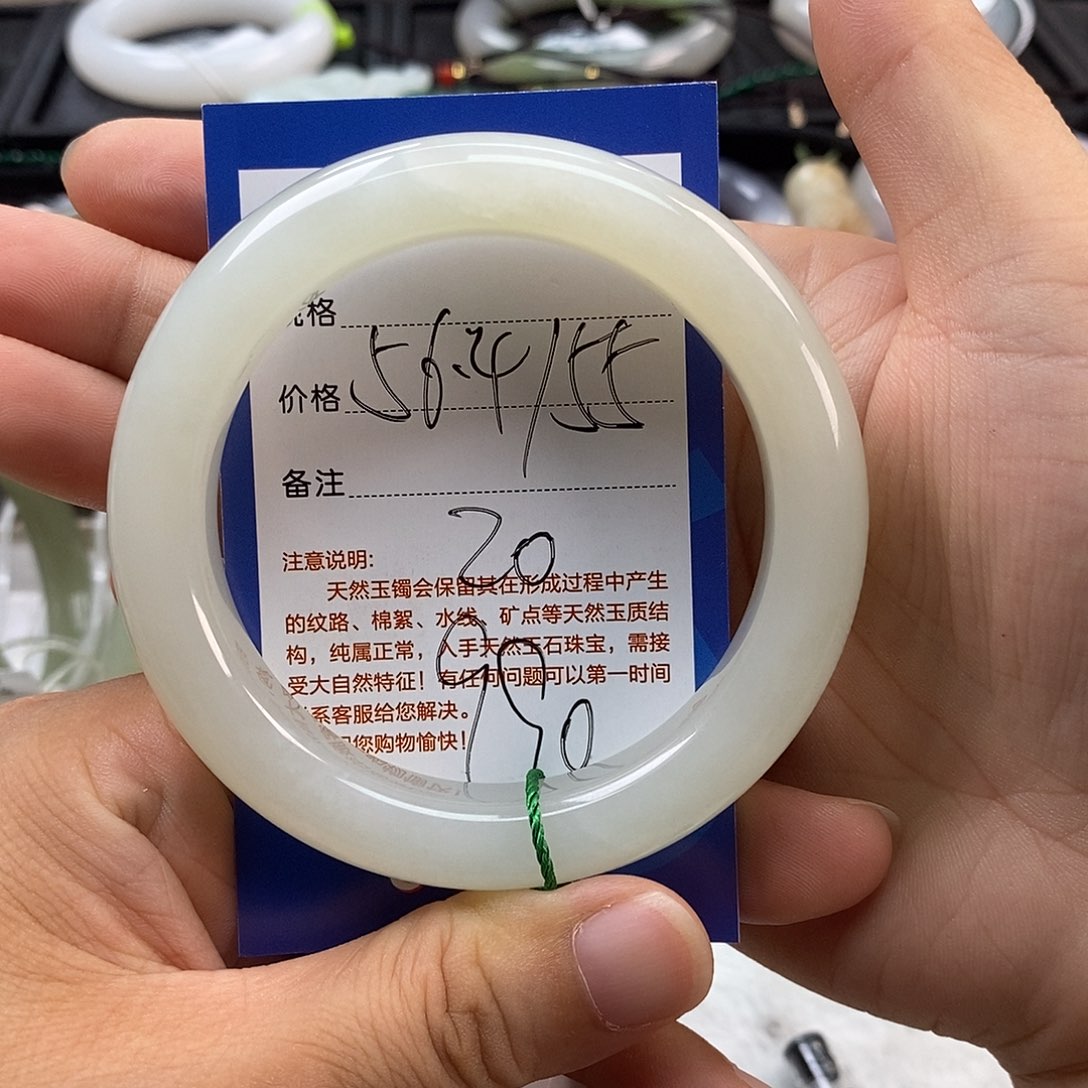 格
56.4/55
价格
备注
20
注意说明:
天然玉镯会保留其在形成过程中产生
的纹路、棉絮、水线、矿点等天然玉质结
构，纯属正常，入手天然玉石珠宝，需接
受大自然特征！有任何问题可以第一时间
系客服给您解决。
您购物愉快！